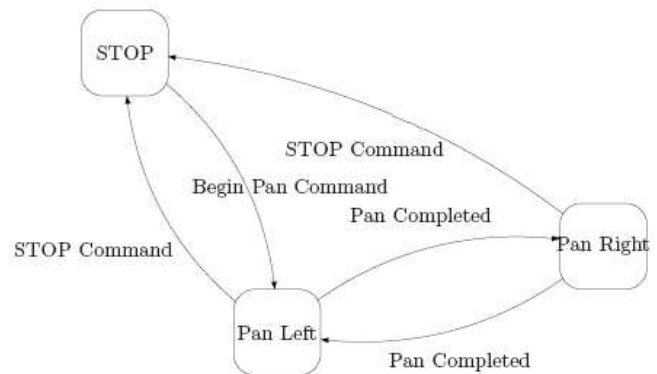 STOP
STOP Command
Begin Pan Command
Pan Completed
Pan Right
STOP Command
Pan Left
Pan Completed